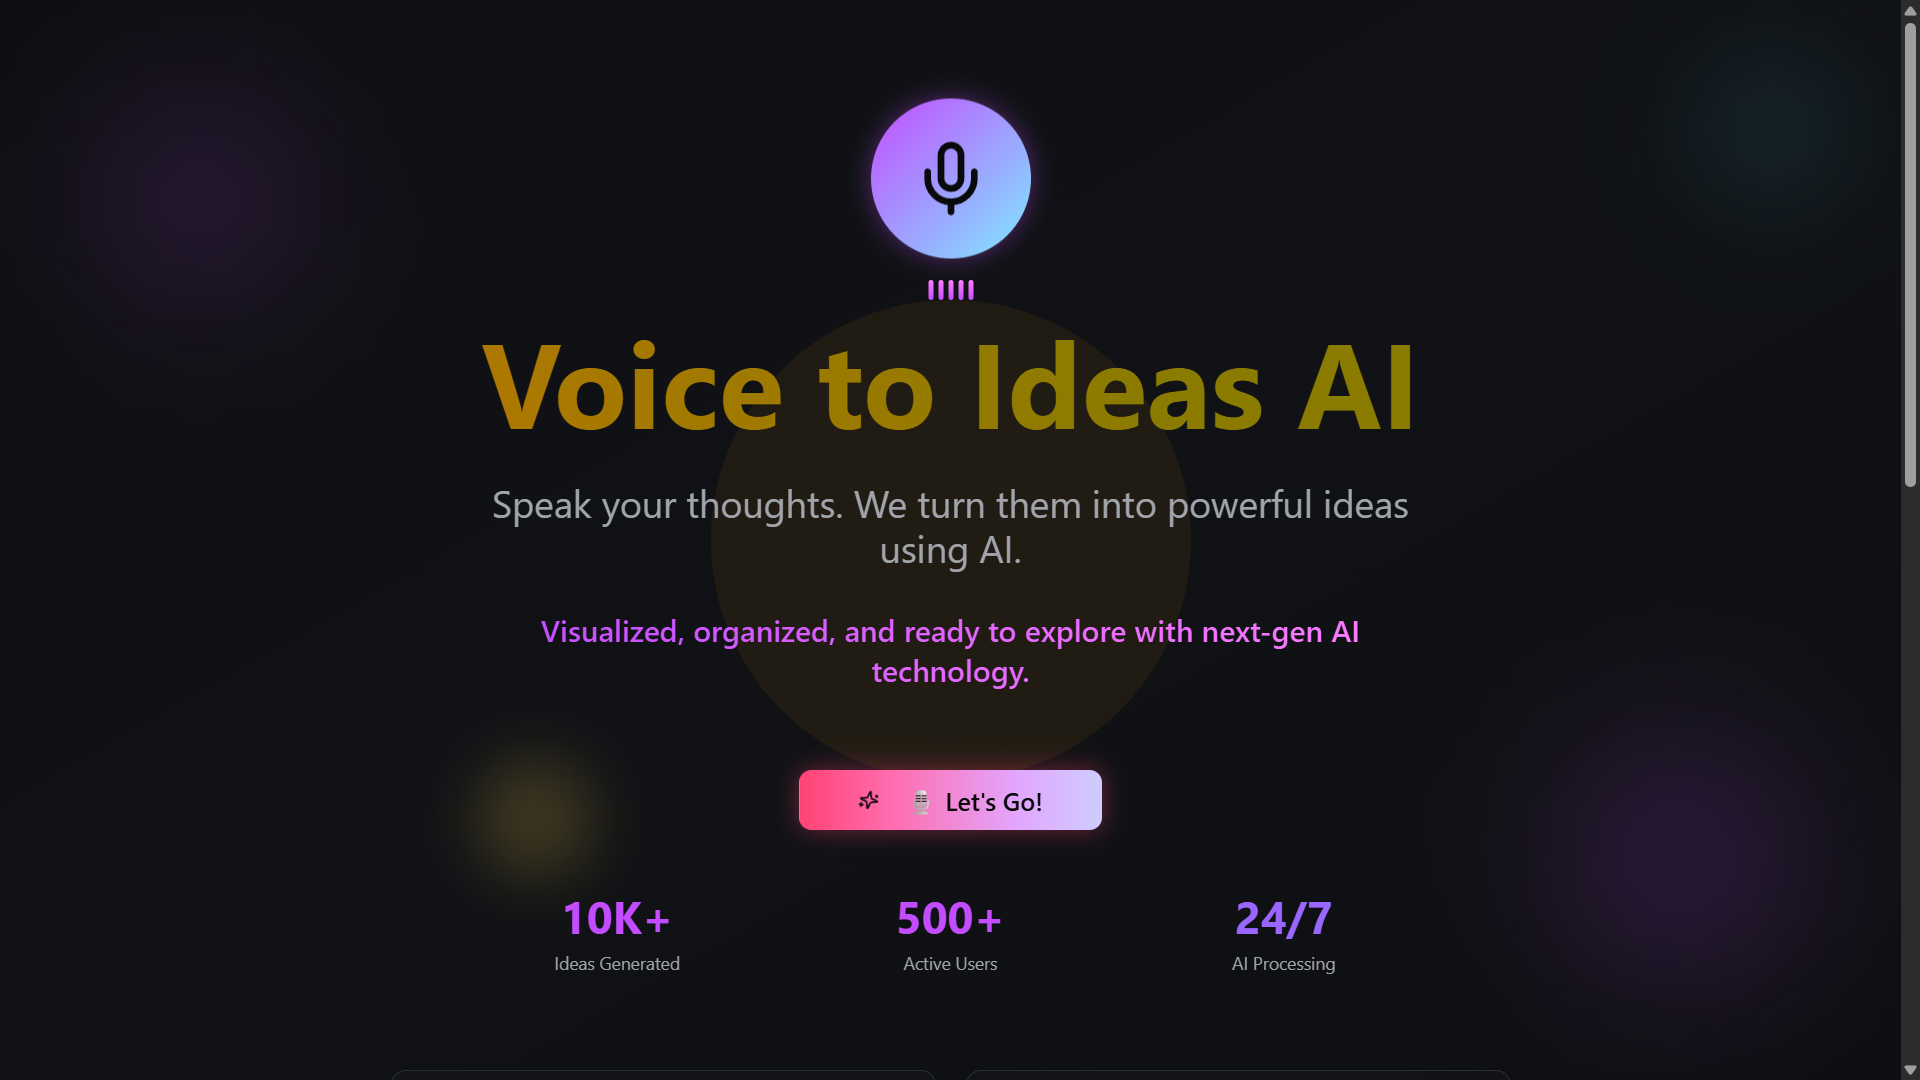 Voice to Ideas AI
Speak your thoughts. We turn them into powerful ideas
using AI.
Visualized, organized, and ready to explore with next-gen AI
technology.
Let's Go!
10K+
Ideas Generated
500+
Active Users
24/7
AI Processing